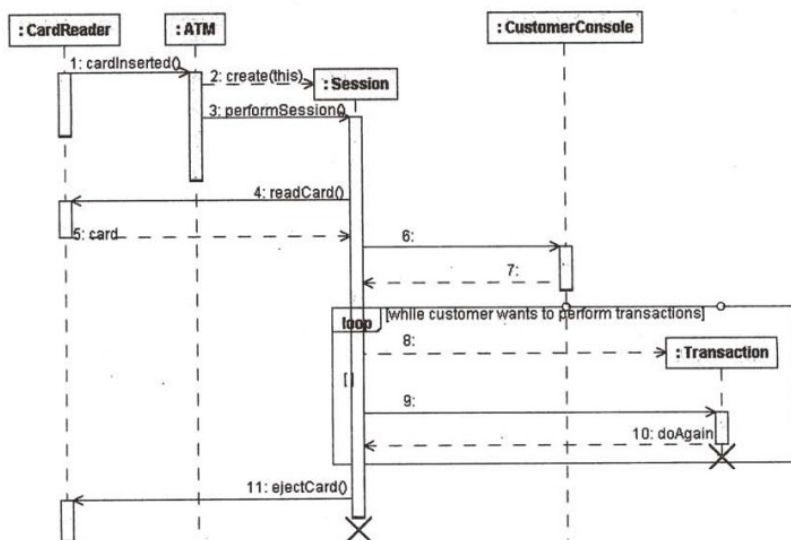 : CardReader
: ATM
: CustomerConsole
1: cardInserted()
2: create(this)
: Session
3: performSession()
4: readCard()
5: card
6:
7:
loop
[while customer wants to perform transactions]
8:
: Transaction
[]
9:
10: doAgain
11: ejectCard()